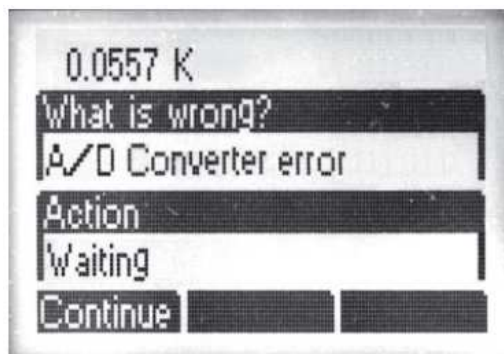 0.0557 K
What is wrong?
A/D Converter error
Action
Waiting
Continue